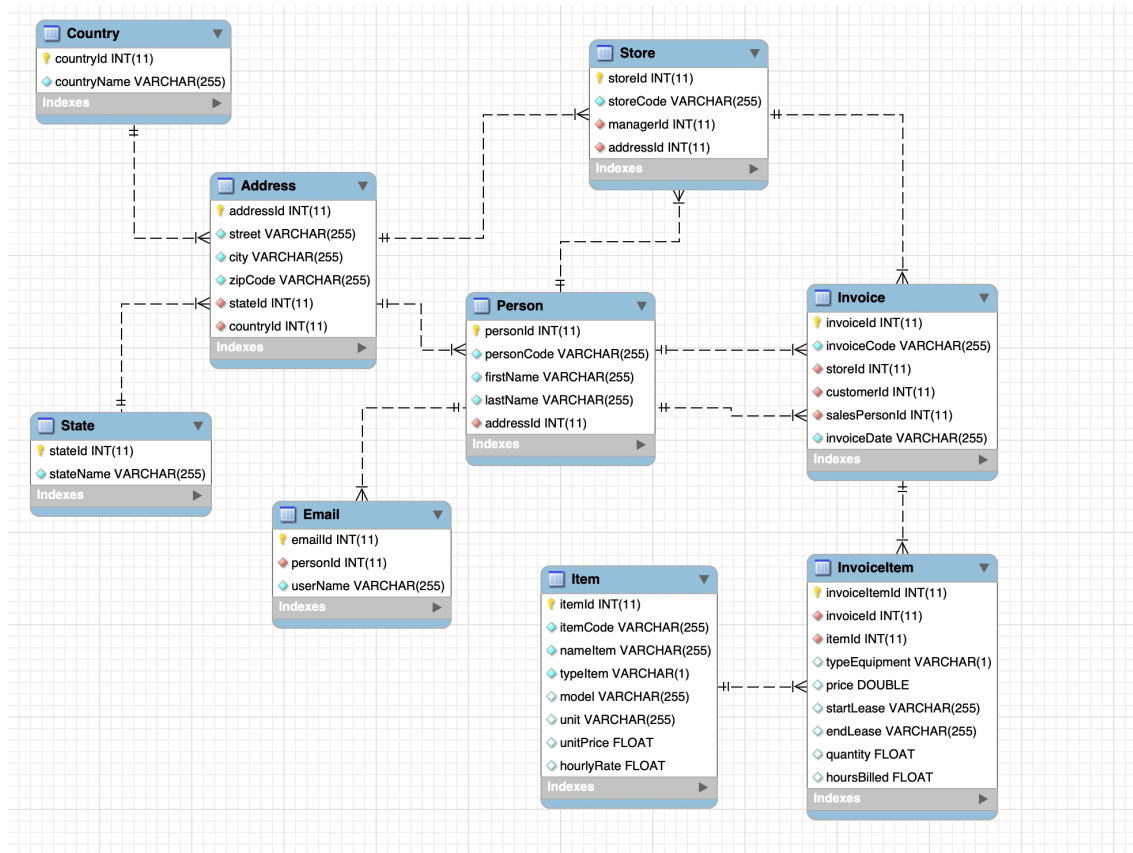 Country
countryId INT(11)
countryName VARCHAR(255)
Indexes
Store
storeId INT(11)
storeCode VARCHAR(255)
managerId INT(11)
addressId INT(11)
Indexes
Address
addressId INT(11)
street VARCHAR(255)
city VARCHAR(255)
zipCode VARCHAR(255)
stateId INT(11)
countryId INT(11)
Indexes
Person
personId INT(11)
personCode VARCHAR(255)
firstName VARCHAR(255)
lastName VARCHAR(255)
addressId INT(11)
Indexes
Invoice
invoiceId INT(11)
invoiceCode VARCHAR(255)
storeId INT(11)
customerId INT(11)
salesPersonId INT(11)
invoiceDate VARCHAR(255)
Indexes
State
stateId INT(11)
stateName VARCHAR(255)
Indexes
Email
emailId INT(11)
personId INT(11)
userName VARCHAR(255)
Indexes
Item
itemId INT(11)
itemCode VARCHAR(255)
nameItem VARCHAR(255)
typeItem VARCHAR(1)
model VARCHAR(255)
unit VARCHAR(255)
unitPrice FLOAT
hourlyRate FLOAT
Indexes
InvoiceItem
invoiceItemId INT(11)
invoiceId INT(11)
itemId INT(11)
typeEquipment VARCHAR(1)
price DOUBLE
startLease VARCHAR(255)
endLease VARCHAR(255)
quantity FLOAT
hoursBilled FLOAT
Indexes